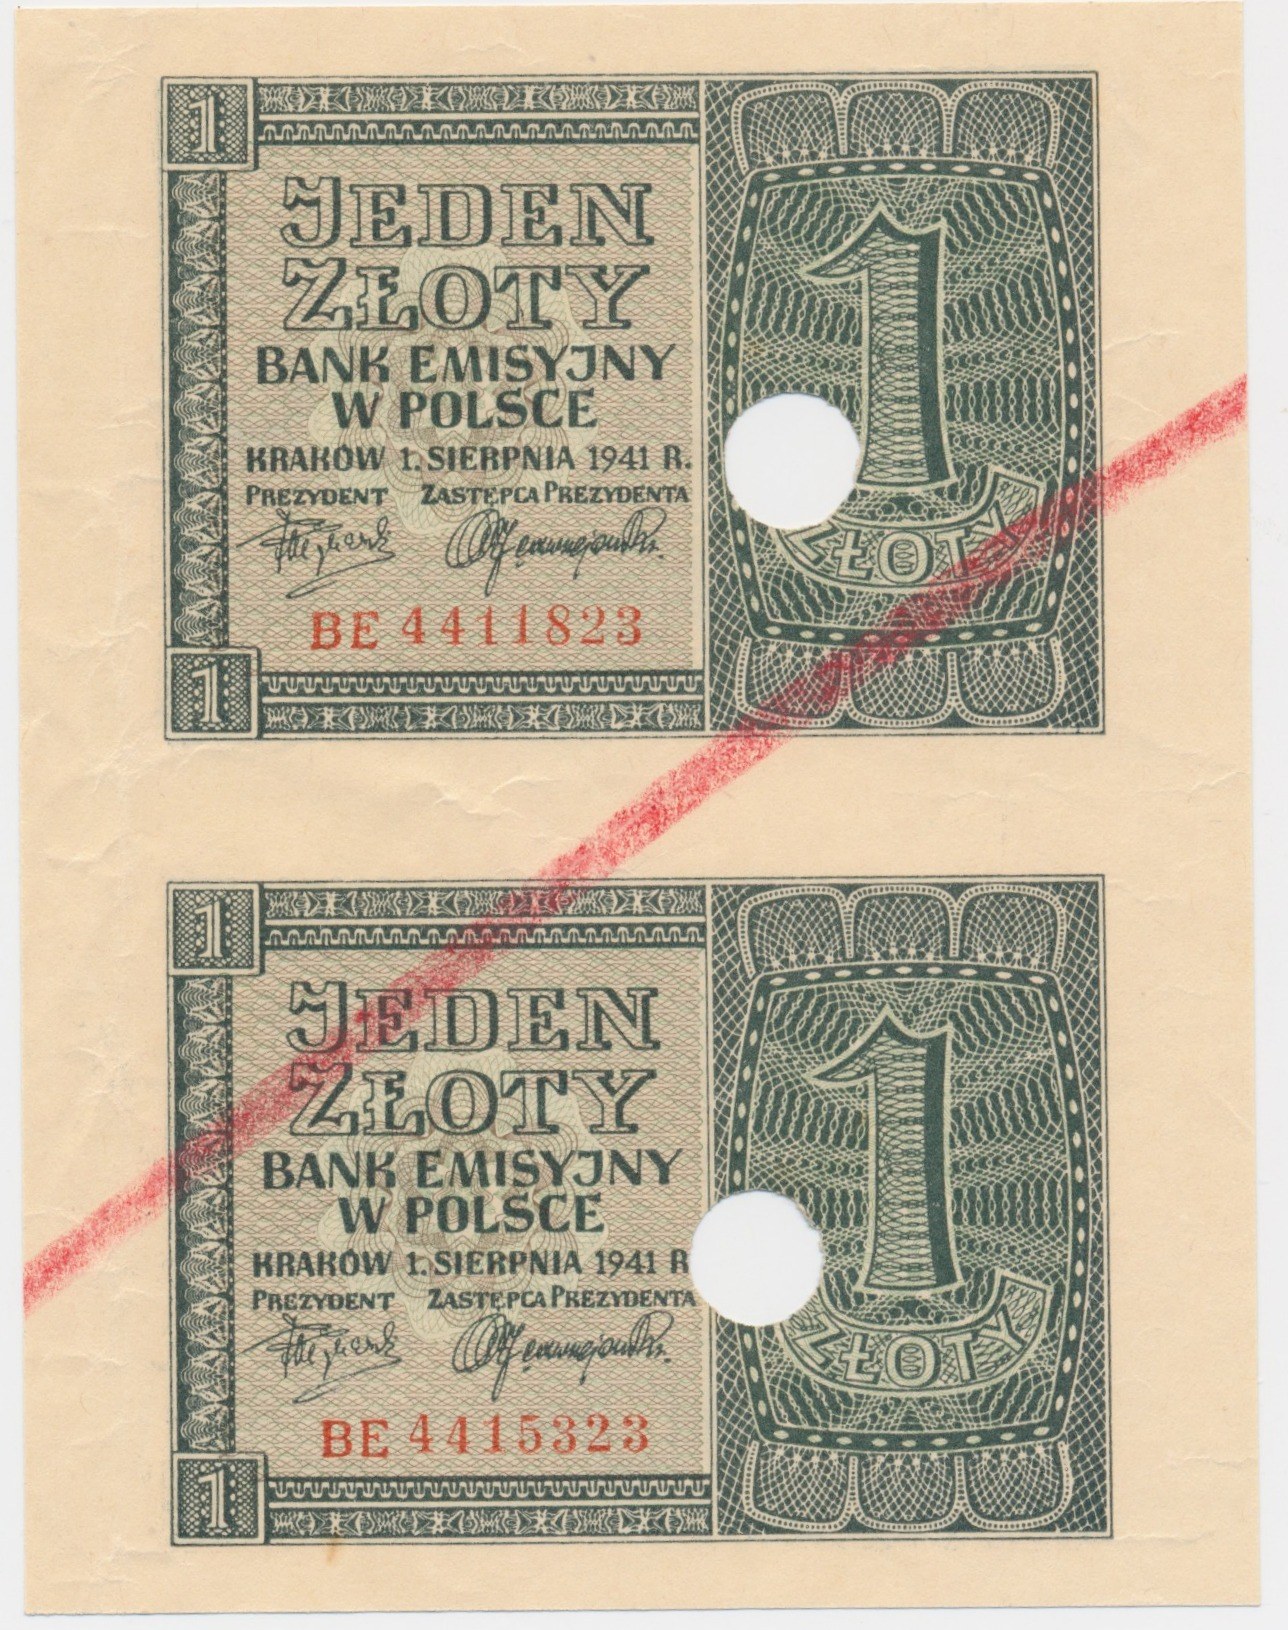 1
JEDEN
ZŁOTY
BANK EMISYJNY
W POLSCE
KRAKÓW 1. SIERPNIA 1941 R.
PREZYDENT ZASTĘPCA PREZYDENTA
BE 4411823
1
1
ZŁOTY
1
JEDEN
ZŁOTY
BANK EMISYJNY
W POLSCE
KRAKÓW 1. SIERPNIA 1941 R
PREZYDENT ZASTĘPCA PREZYDENTA
BE 4415323
1
1
ZŁOTY